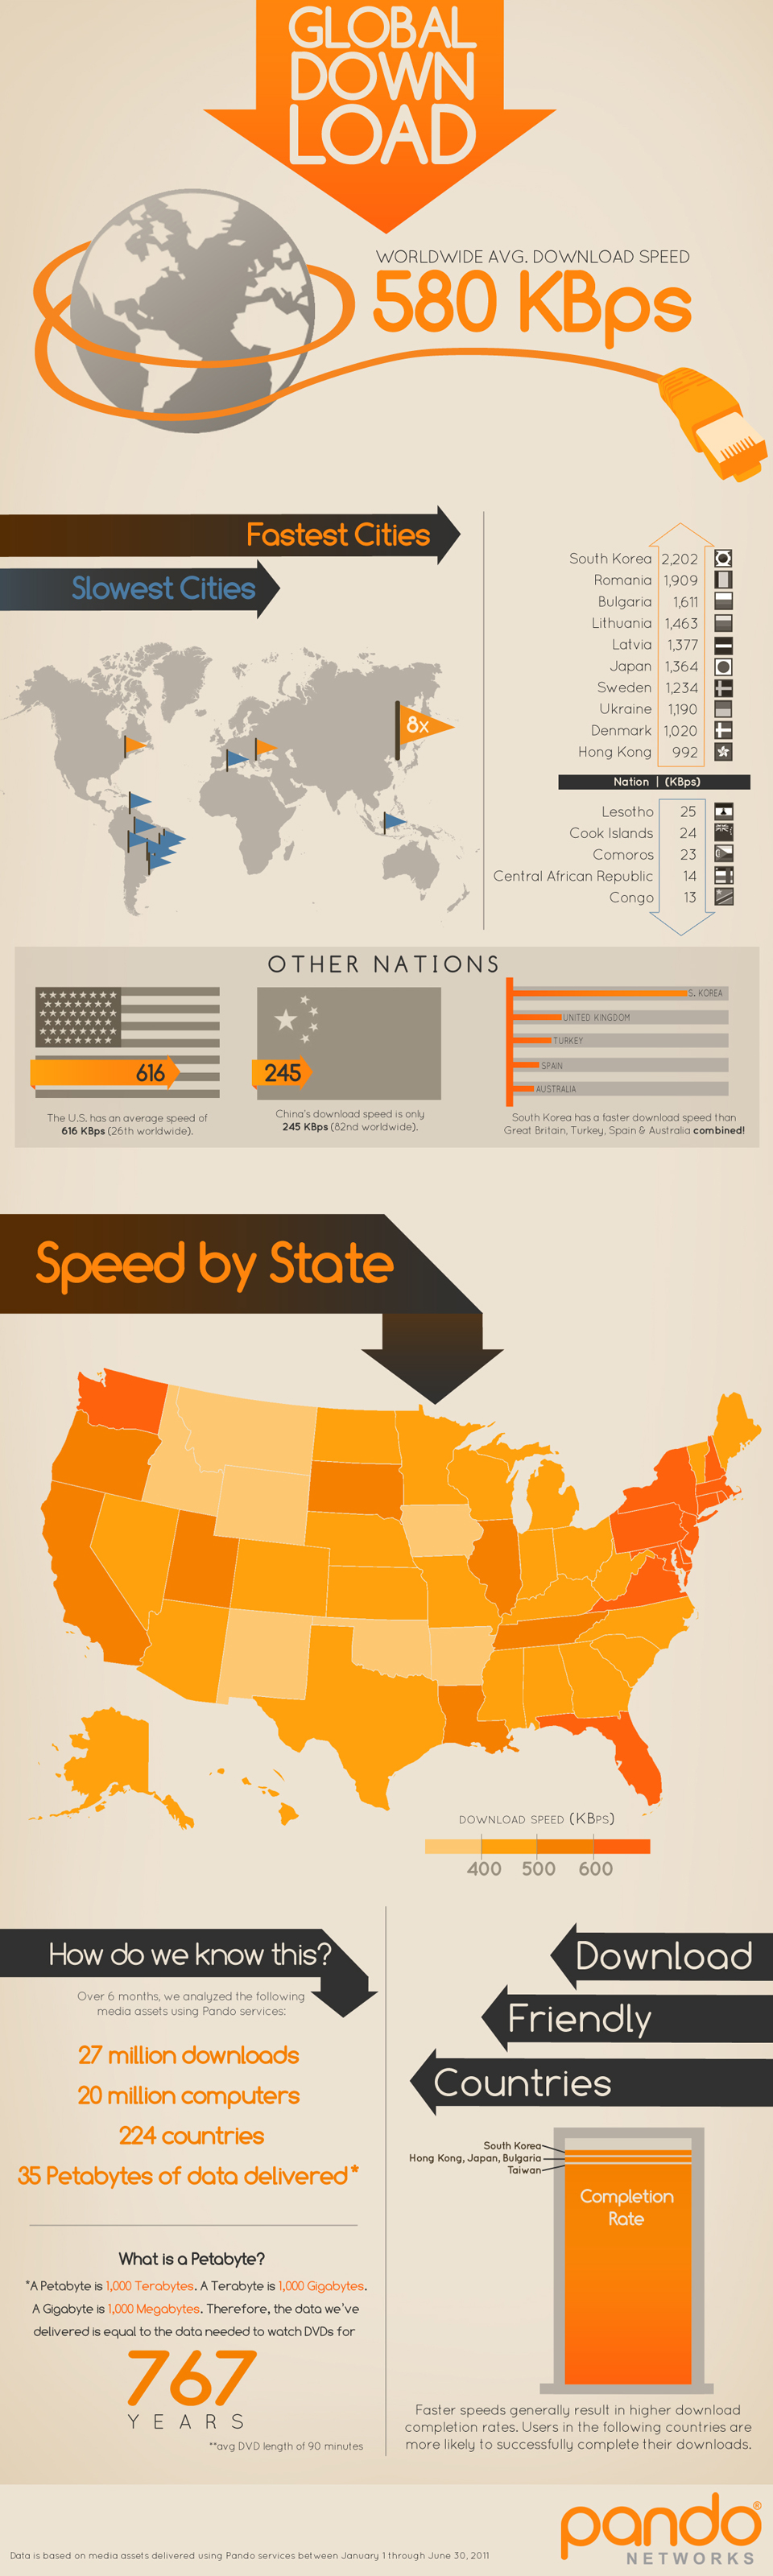 GLOBAL
DOWN
LOAD
WORLDWIDE AVG. DOWNLOAD SPEED
580 KBps
Fastest Cities
Slowest Cities
8x
South Korea 2,202
Romania 1,909
Bulgaria 1,611
Lithuania 1,463
Latvia 1,377
Japan 1,364
Sweden 1,234
Ukraine 1,190
Denmark 1,020
Hong Kong 992
Nation | (KBps)
Lesotho 25
Cook Islands 24
Comoros 23
Central African Republic 14
Congo 13
OTHER NATIONS
616
The U.S. has an average speed of
616 KBps (26th worldwide).
245
China's download speed is only
245 KBps (82nd worldwide).
S. KOREA
UNITED KINGDOM
TURKEY
SPAIN
AUSTRALIA
South Korea has a faster download speed than
Great Britain, Turkey, Spain & Australia combined!
Speed by State
DOWNLOAD SPEED (KBPS)
400 500 600
How do we know this?
Over 6 months, we analyzed the following
media assets using Pando services:
27 million downloads
20 million computers
224 countries
35 Petabytes of data delivered*
What is a Petabyte?
*A Petabyte is 1,000 Terabytes. A Terabyte is 1,000 Gigabytes.
A Gigabyte is 1,000 Megabytes. Therefore, the data we've
delivered is equal to the data needed to watch DVDs for
767
YEARS
**avg DVD length of 90 minutes
Download
Friendly
Countries
South Korea
Hong Kong, Japan, Bulgaria
Taiwan
Completion
Rate
Faster speeds generally result in higher download
completion rates. Users in the following countries are
more likely to successfully complete their downloads.
pando®
NETWORKS
Data is based on media assets delivered using Pando services between January 1 through June 30, 2011